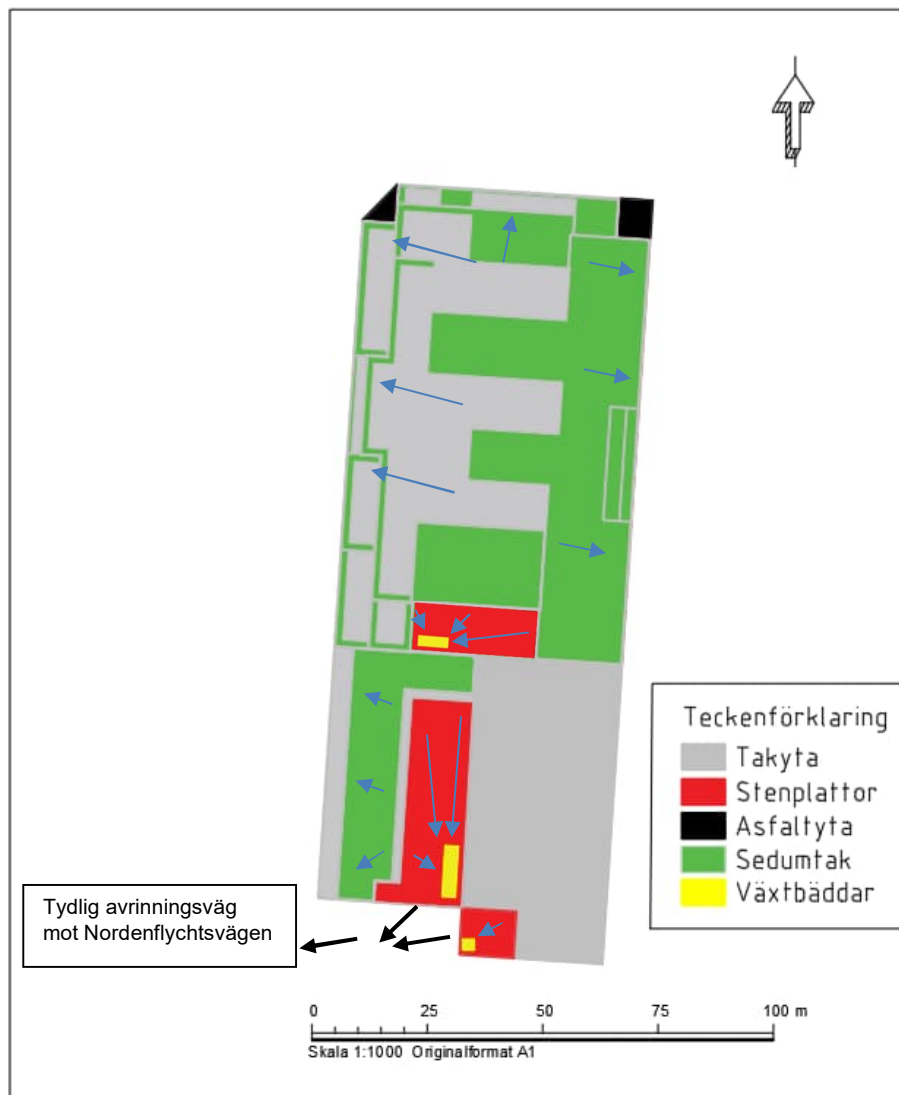 Teckenförklaring
Takyta
Stenplattor
Asfaltyta
Sedumtak
Växtbäddar
Tydlig avrinningsväg
mot Nordenflychtsvägen
0 25 50 75 100 m
Skala 1:1000 Originalformat A1